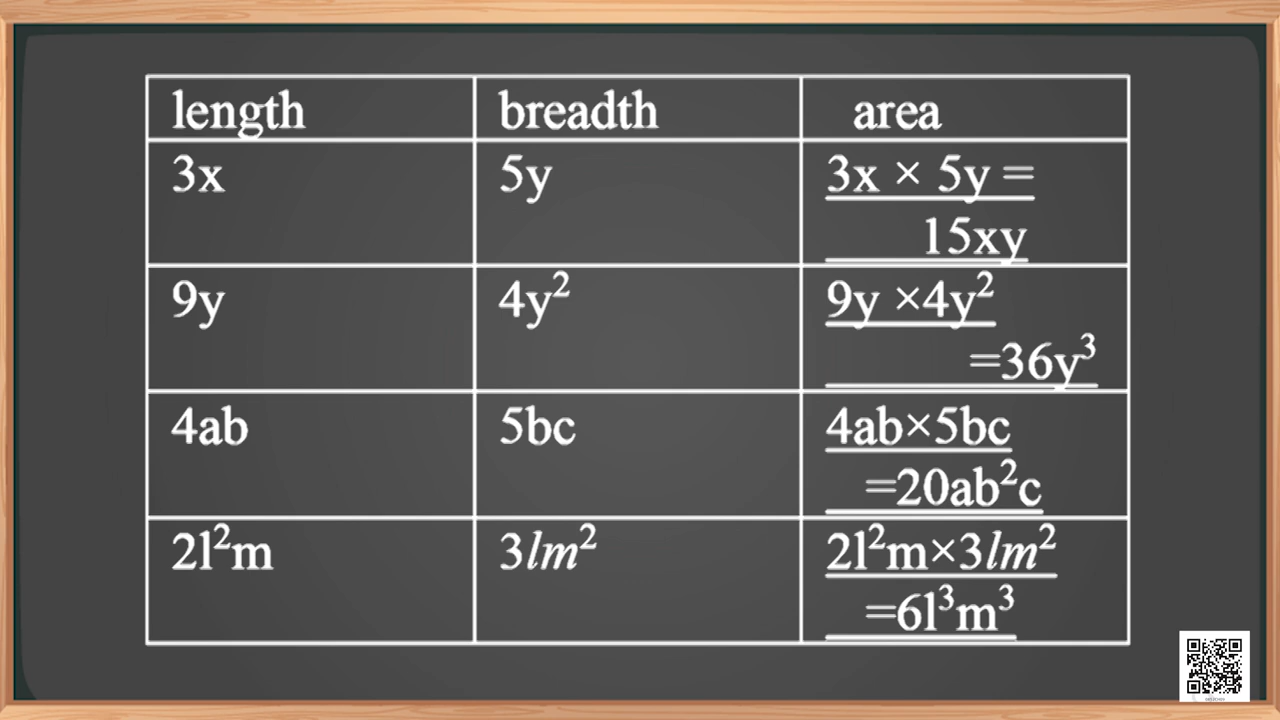 length breadth area
3x 5y 3x × 5y =
15xy
9y 4y² 9y ×4y²
=36y³
4ab 5bc 4ab×5bc
=20ab²c
2l²m 3lm² 2l²m×3lm²
=6l³m³